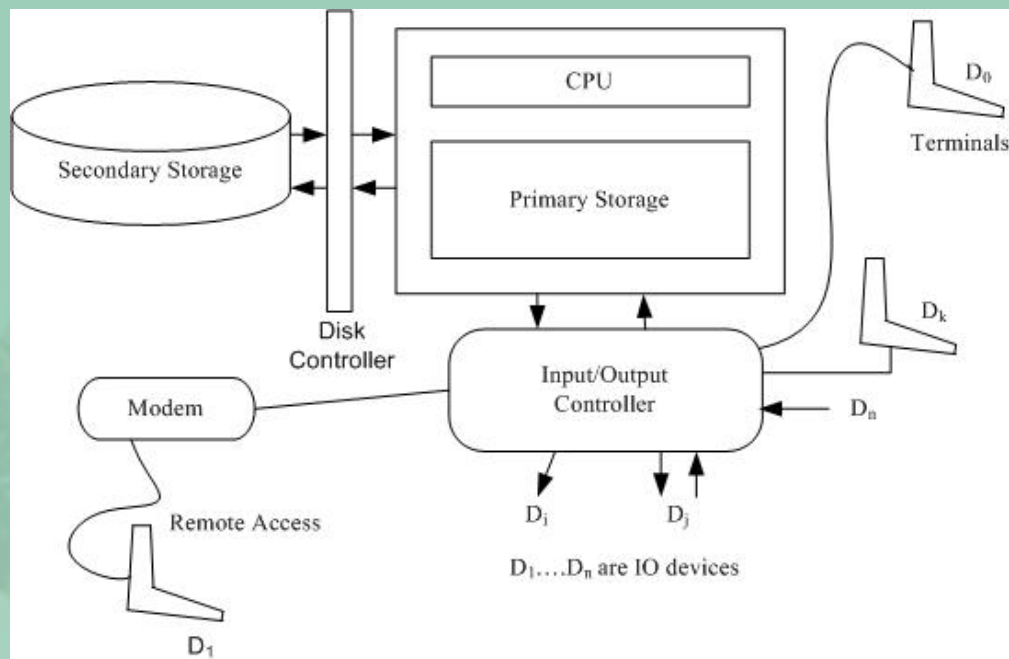 CPU
D₀
Terminals
Secondary Storage
Primary Storage
Disk
Controller
Dₖ
Input/Output
Controller
Modem
Dₙ
Remote Access
Dᵢ
Dⱼ
D₁....Dₙ are IO devices
D₁